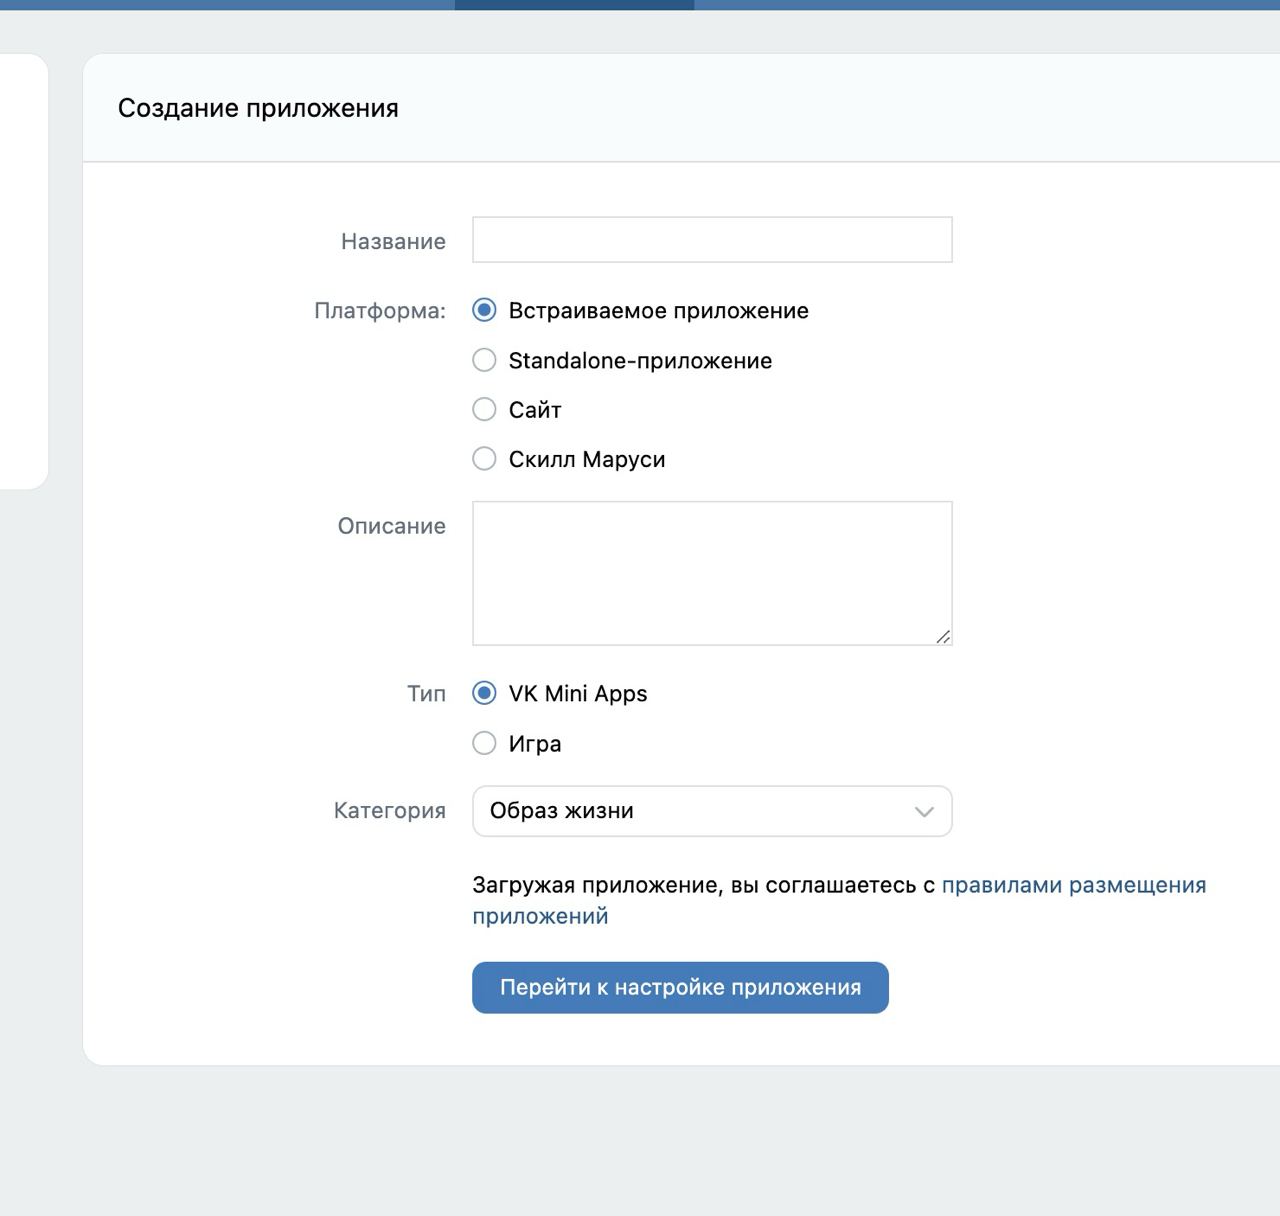 Создание приложения
Название
Платформа:
Встраиваемое приложение
Standalone-приложение
Сайт
Скилл Маруси
Описание
Тип
VK Mini Apps
Игра
Категория
Образ жизни
Загружая приложение, вы соглашаетесь с правилами размещения
приложений
Перейти к настройке приложения